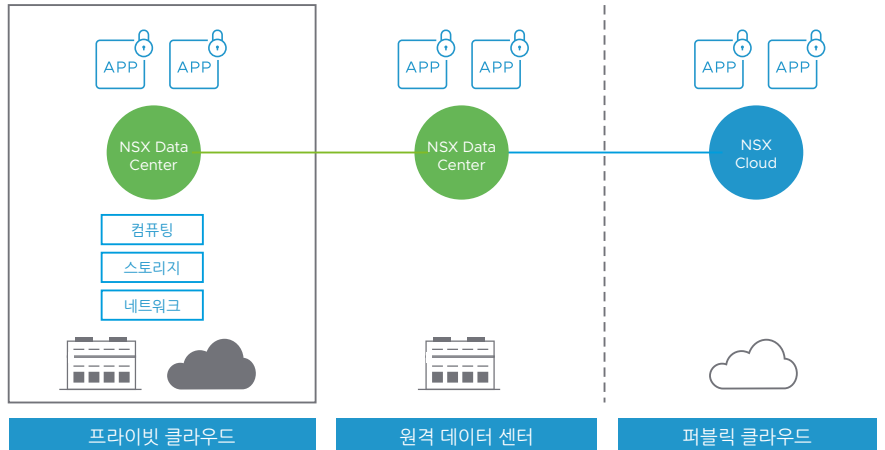 APP
APP
APP
APP
APP
APP
NSX Data
Center
NSX Data
Center
NSX
Cloud
컴퓨팅
스토리지
네트워크
프라이빗 클라우드
원격 데이터 센터
퍼블릭 클라우드